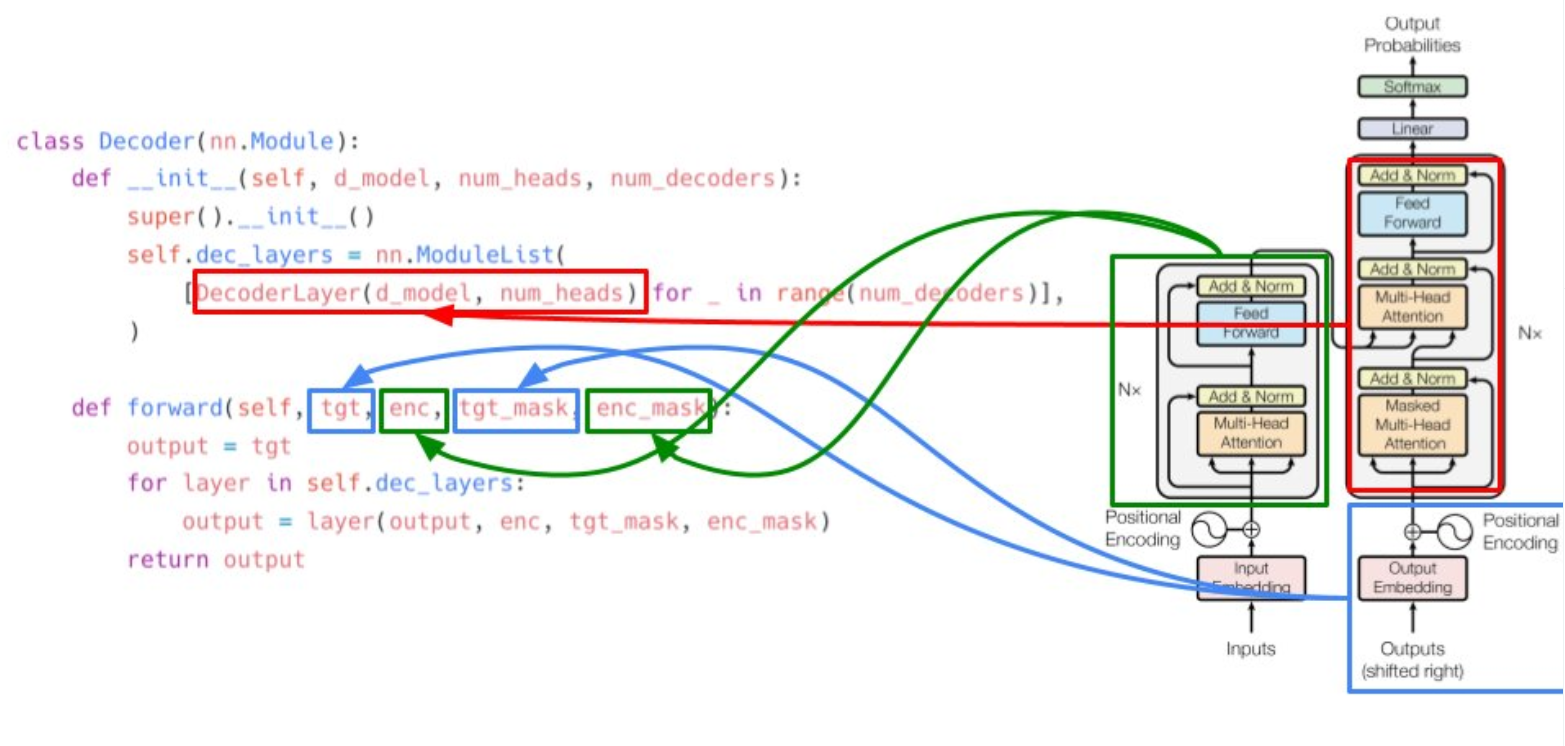 class Decoder(nn.Module):
    def __init__(self, d_model, num_heads, num_decoders):
        super().__init__()
        self.dec_layers = nn.ModuleList(
            [DecoderLayer(d_model, num_heads) for _ in range(num_decoders)],
        )
    def forward(self, tgt, enc, tgt_mask, enc_mask):
        output = tgt
        for layer in self.dec_layers:
            output = layer(output, enc, tgt_mask, enc_mask)
        return output
Output
Probabilities
Softmax
Linear
Add & Norm
Feed
Forward
Add & Norm
Multi-Head
Attention
Nx
Add & Norm
Masked
Multi-Head
Attention
Add & Norm
Feed
Forward
Nx
Add & Norm
Multi-Head
Attention
Positional
Encoding
Input
Embedding
Inputs
Positional
Encoding
Output
Embedding
Outputs
(shifted right)